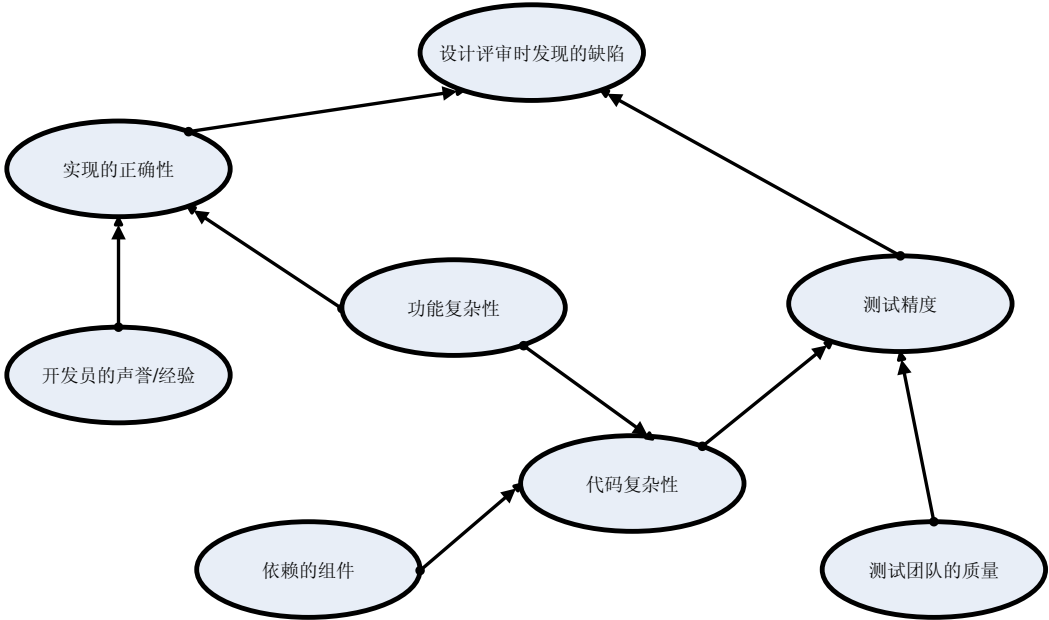 设计评审时发现的缺陷
实现的正确性
功能复杂性
测试精度
开发员的声誉/经验
代码复杂性
依赖的组件
测试团队的质量